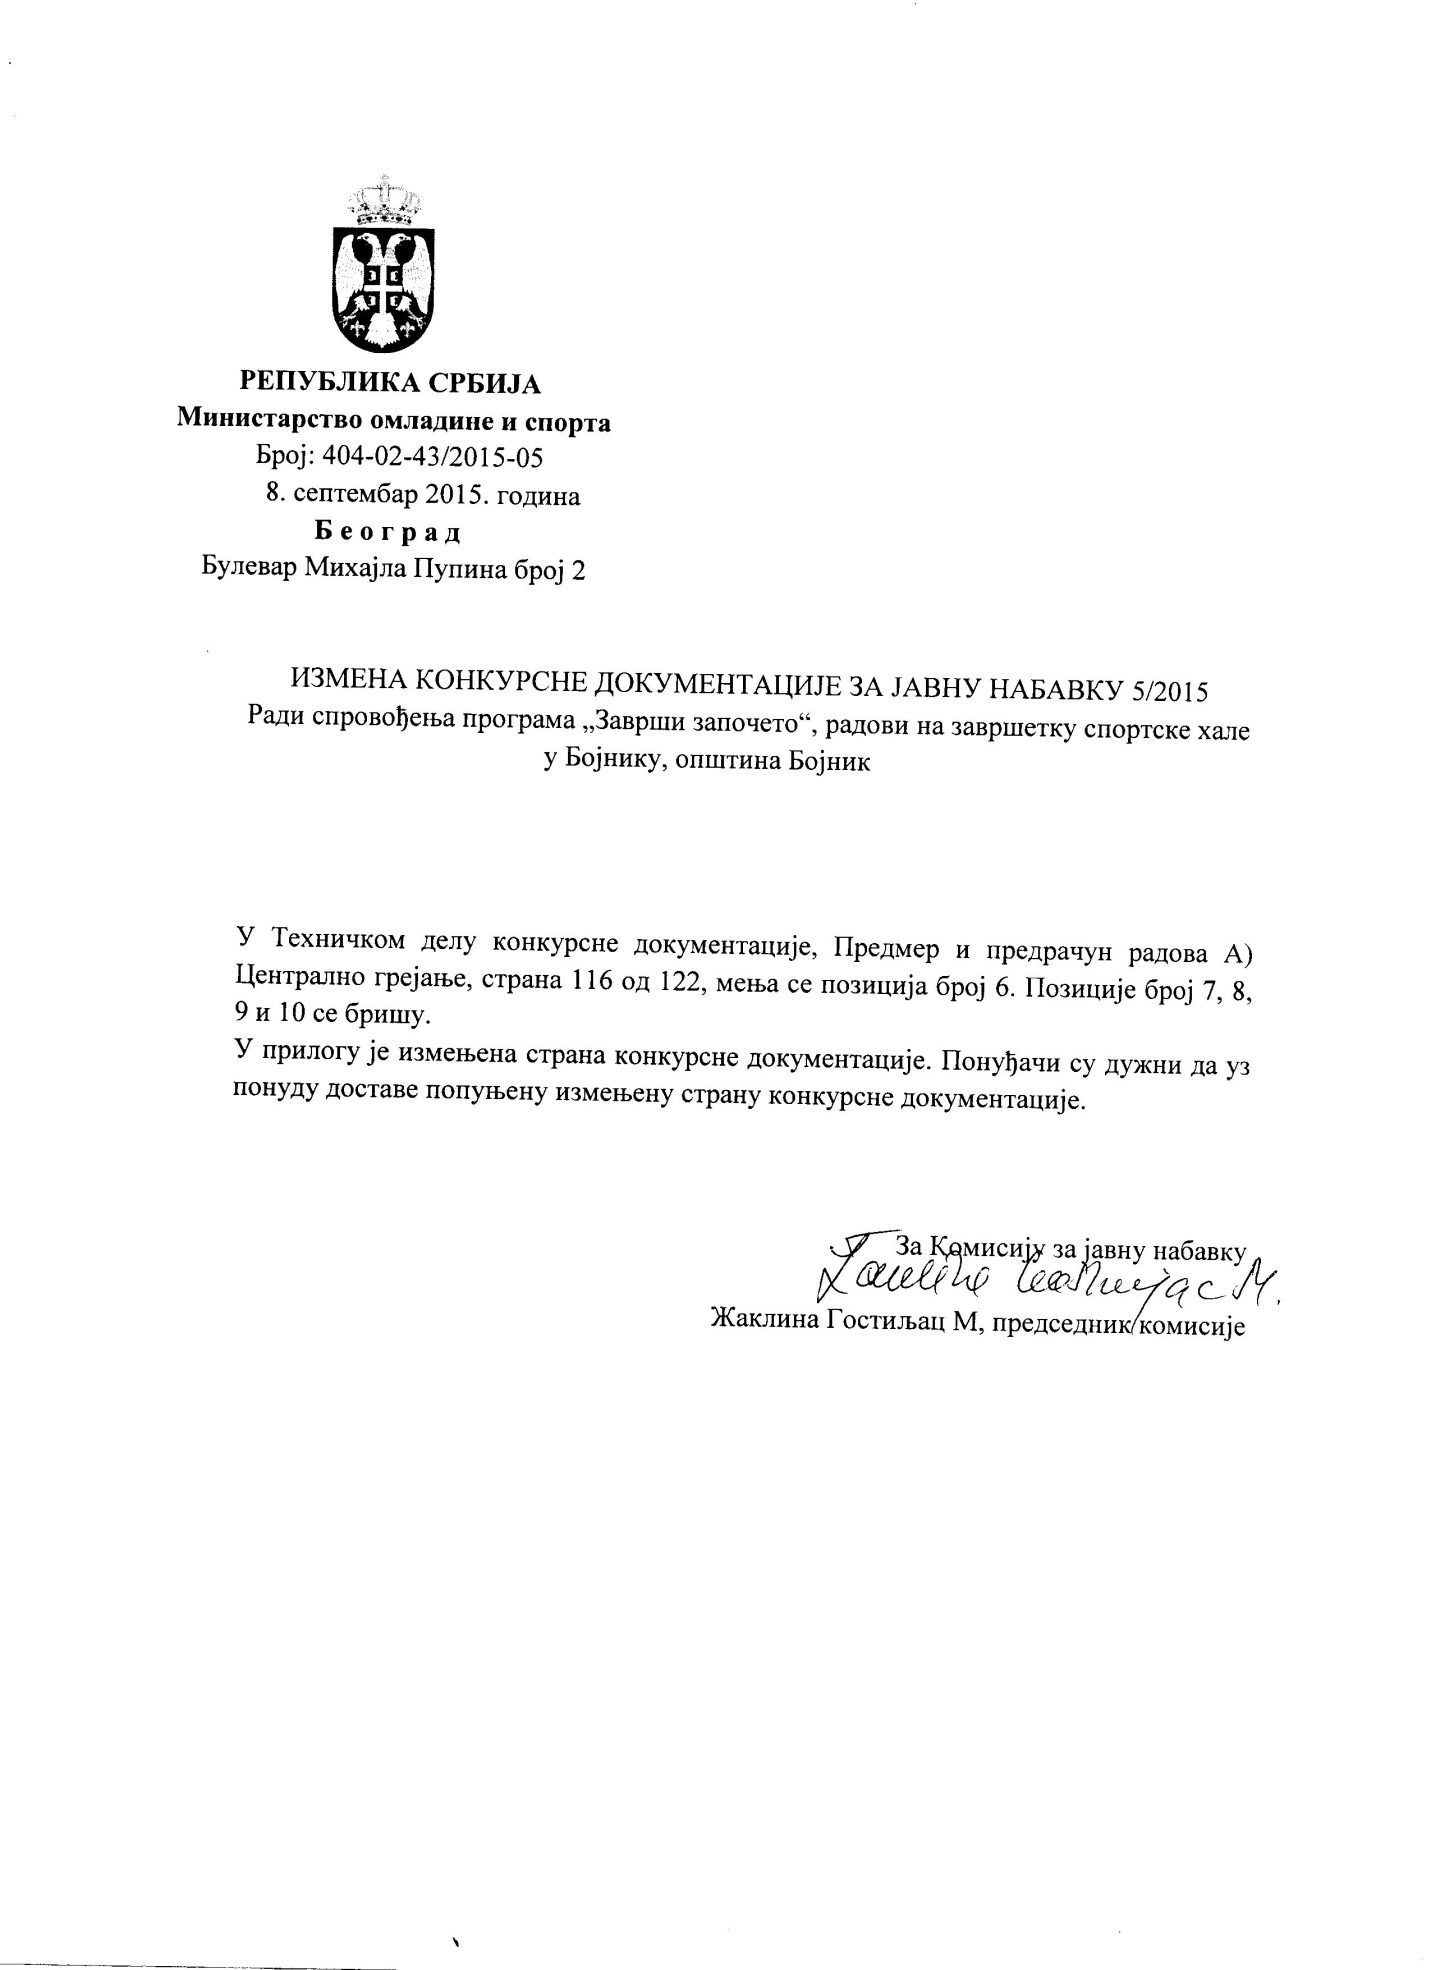 РЕПУБЛИКА СРБИЈА
Министарство омладине и спорта
Број: 404-02-43/2015-05
8. септембар 2015. година
Б е о г р а д
Булевар Михајла Пупина број 2
ИЗМЕНА КОНКУРСНЕ ДОКУМЕНТАЦИЈЕ ЗА ЈАВНУ НАБАВКУ 5/2015
Ради спровођења програма „Заврши започето“, радови на завршетку спортске хале
у Бојнику, општина Бојник
У Техничком делу конкурсне документације, Предмер и предрачун радова А)
Централно грејање, страна 116 од 122, мења се позиција број 6. Позиције број 7, 8,
9 и 10 се бришу.
У прилогу је измењена страна конкурсне документације. Понуђачи су дужни да уз
понуду доставе попуњену измењену страну конкурсне документације.
За Комисију за јавну набавку
Жаклина Гостиљац М, председник комисије